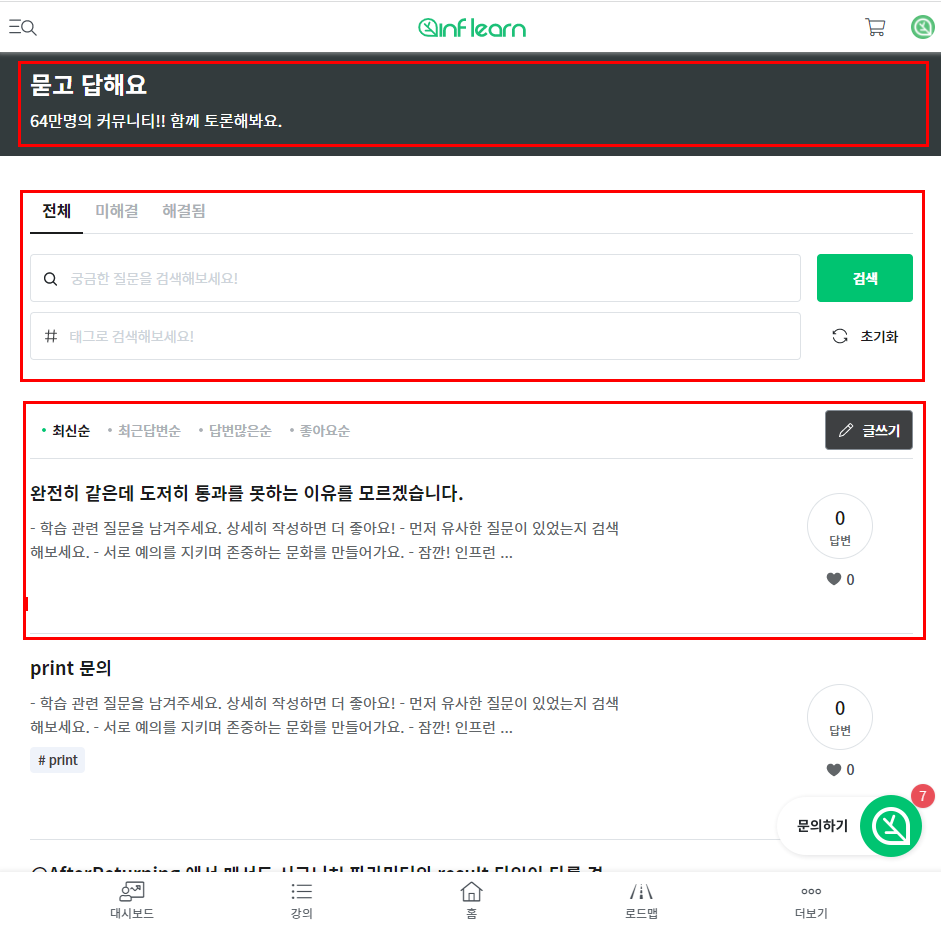 inflearn
묻고 답해요
64만명의 커뮤니티!! 함께 토론해봐요.
전체 미해결 해결됨
궁금한 질문을 검색해보세요!
검색
# 태그로 검색해보세요!
초기화
• 최신순 • 최근답변순 • 답변많은순 • 좋아요순
글쓰기
완전히 같은데 도저히 통과를 못하는 이유를 모르겠습니다.
- 학습 관련 질문을 남겨주세요. 상세히 작성하면 더 좋아요! - 먼저 유사한 질문이 있었는지 검색
해보세요. - 서로 예의를 지키며 존중하는 문화를 만들어가요. - 잠깐! 인프런 ...
0
답변
0
print 문의
- 학습 관련 질문을 남겨주세요. 상세히 작성하면 더 좋아요! - 먼저 유사한 질문이 있었는지 검색
해보세요. - 서로 예의를 지키며 존중하는 문화를 만들어가요. - 잠깐! 인프런 ...
# print
0
답변
0
7
문의하기
@AfterReturning 에서 메서드 시그니처
대시보드 강의 홈 로드맵 더보기